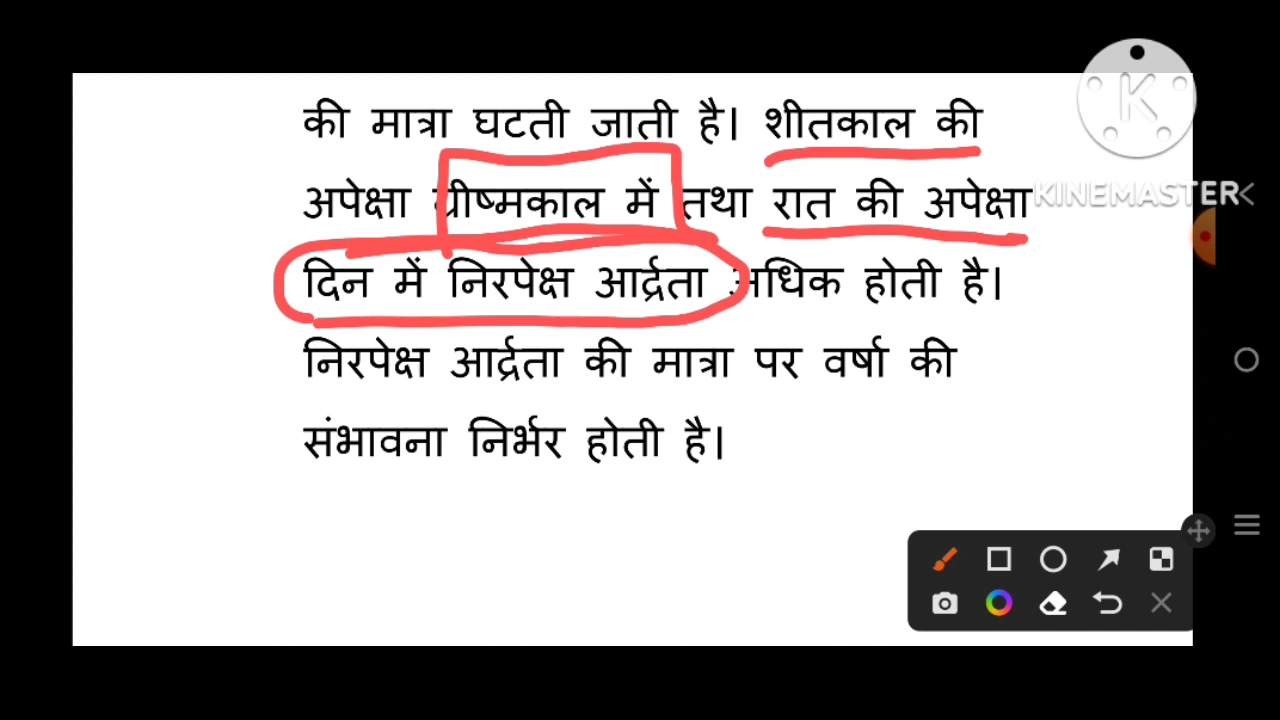 की मात्रा घटती जाती है। शीतकाल की
अपेक्षा ग्रीष्मकाल में तथा रात की अपेक्षा
दिन में निरपेक्ष आर्द्रता अधिक होती है।
निरपेक्ष आर्द्रता की मात्रा पर वर्षा की
संभावना निर्भर होती है।
K
KINEMASTER